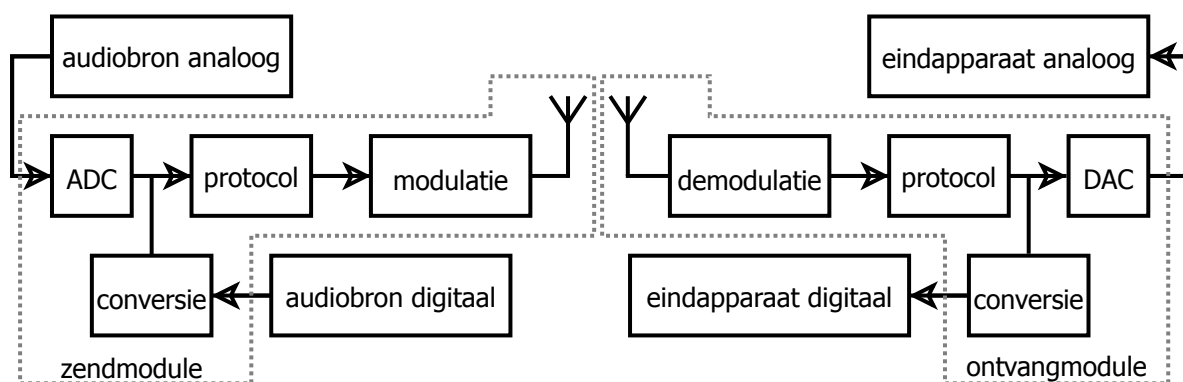 audiobron analoog
eindapparaat analoog
ADC
protocol
modulatie
demodulatie
protocol
DAC
conversie
audiobron digitaal
eindapparaat digitaal
conversie
zendmodule
ontvangmodule